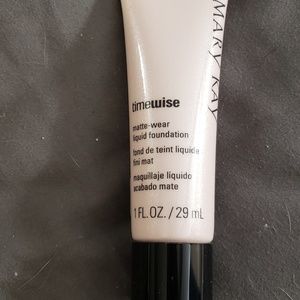 MARY KAY
timewise
matte-wear
liquid foundation
fond de teint liquide
fini mat
maquillaje líquido
acabado mate
1 FL.OZ./29 mL